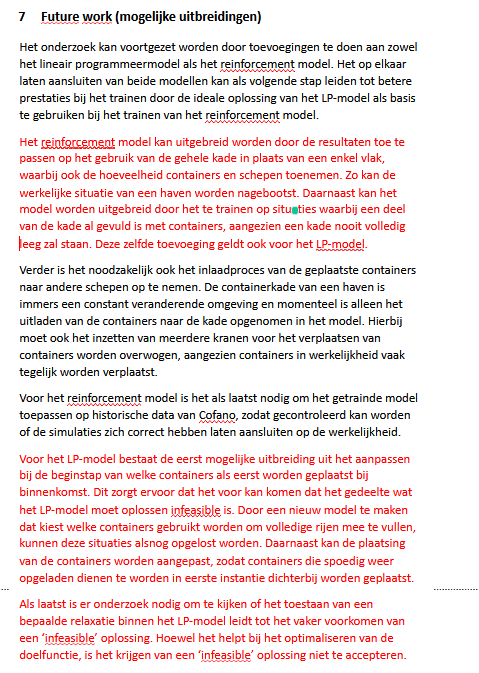 7 Future work (mogelijke uitbreidingen)
Het onderzoek kan voortgezet worden door toevoegingen te doen aan zowel
het lineair programmeermodel als het reinforcement model. Het op elkaar
laten aansluiten van beide modellen kan als volgende stap leiden tot betere
prestaties bij het trainen door de ideale oplossing van het LP-model als basis
te gebruiken bij het trainen van het reinforcement model.
Het reinforcement model kan uitgebreid worden door de resultaten toe te
passen op het gebruik van de gehele kade in plaats van een enkel vlak,
waarbij ook de hoeveelheid containers en schepen toenemen. Zo kan de
werkelijke situatie van een haven worden nagebootst. Daarnaast kan het
model worden uitgebreid door het te trainen op situaties waarbij een deel
van de kade al gevuld is met containers, aangezien een kade nooit volledig
leeg zal staan. Deze zelfde toevoeging geldt ook voor het LP-model.
Verder is het noodzakelijk ook het inlaadproces van de geplaatste containers
naar andere schepen op te nemen. De containerkade van een haven is
immers een constant veranderende omgeving en momenteel is alleen het
uitladen van de containers naar de kade opgenomen in het model. Hierbij
moet ook het inzetten van meerdere kranen voor het verplaatsen van
containers worden overwogen, aangezien containers in werkelijkheid vaak
tegelijk worden verplaatst.
Voor het reinforcement model is het als laatst nodig om het getrainde model
toepassen op historische data van Cofano, zodat gecontroleerd kan worden
of de simulaties zich correct hebben laten aansluiten op de werkelijkheid.
Voor het LP-model bestaat de eerst mogelijke uitbreiding uit het aanpassen
bij de beginstap van welke containers als eerst worden geplaatst bij
binnenkomst. Dit zorgt ervoor dat het voor kan komen dat het gedeelte wat
het LP-model moet oplossen infeasible is. Door een nieuw model te maken
dat kiest welke containers gebruikt worden om volledige rijen mee te vullen,
kunnen deze situaties alsnog opgelost worden. Daarnaast kan de plaatsing
van de containers worden aangepast, zodat containers die spoedig weer
opgeladen dienen te worden in eerste instantie dichterbij worden geplaatst.
Als laatst is er onderzoek nodig om te kijken of het toestaan van een
bepaalde relaxatie binnen het LP-model leidt tot het vaker voorkomen van
een ‘infeasible’ oplossing. Hoewel het helpt bij het optimaliseren van de
doelfunctie, is het krijgen van een ‘infeasible’ oplossing niet te accepteren.